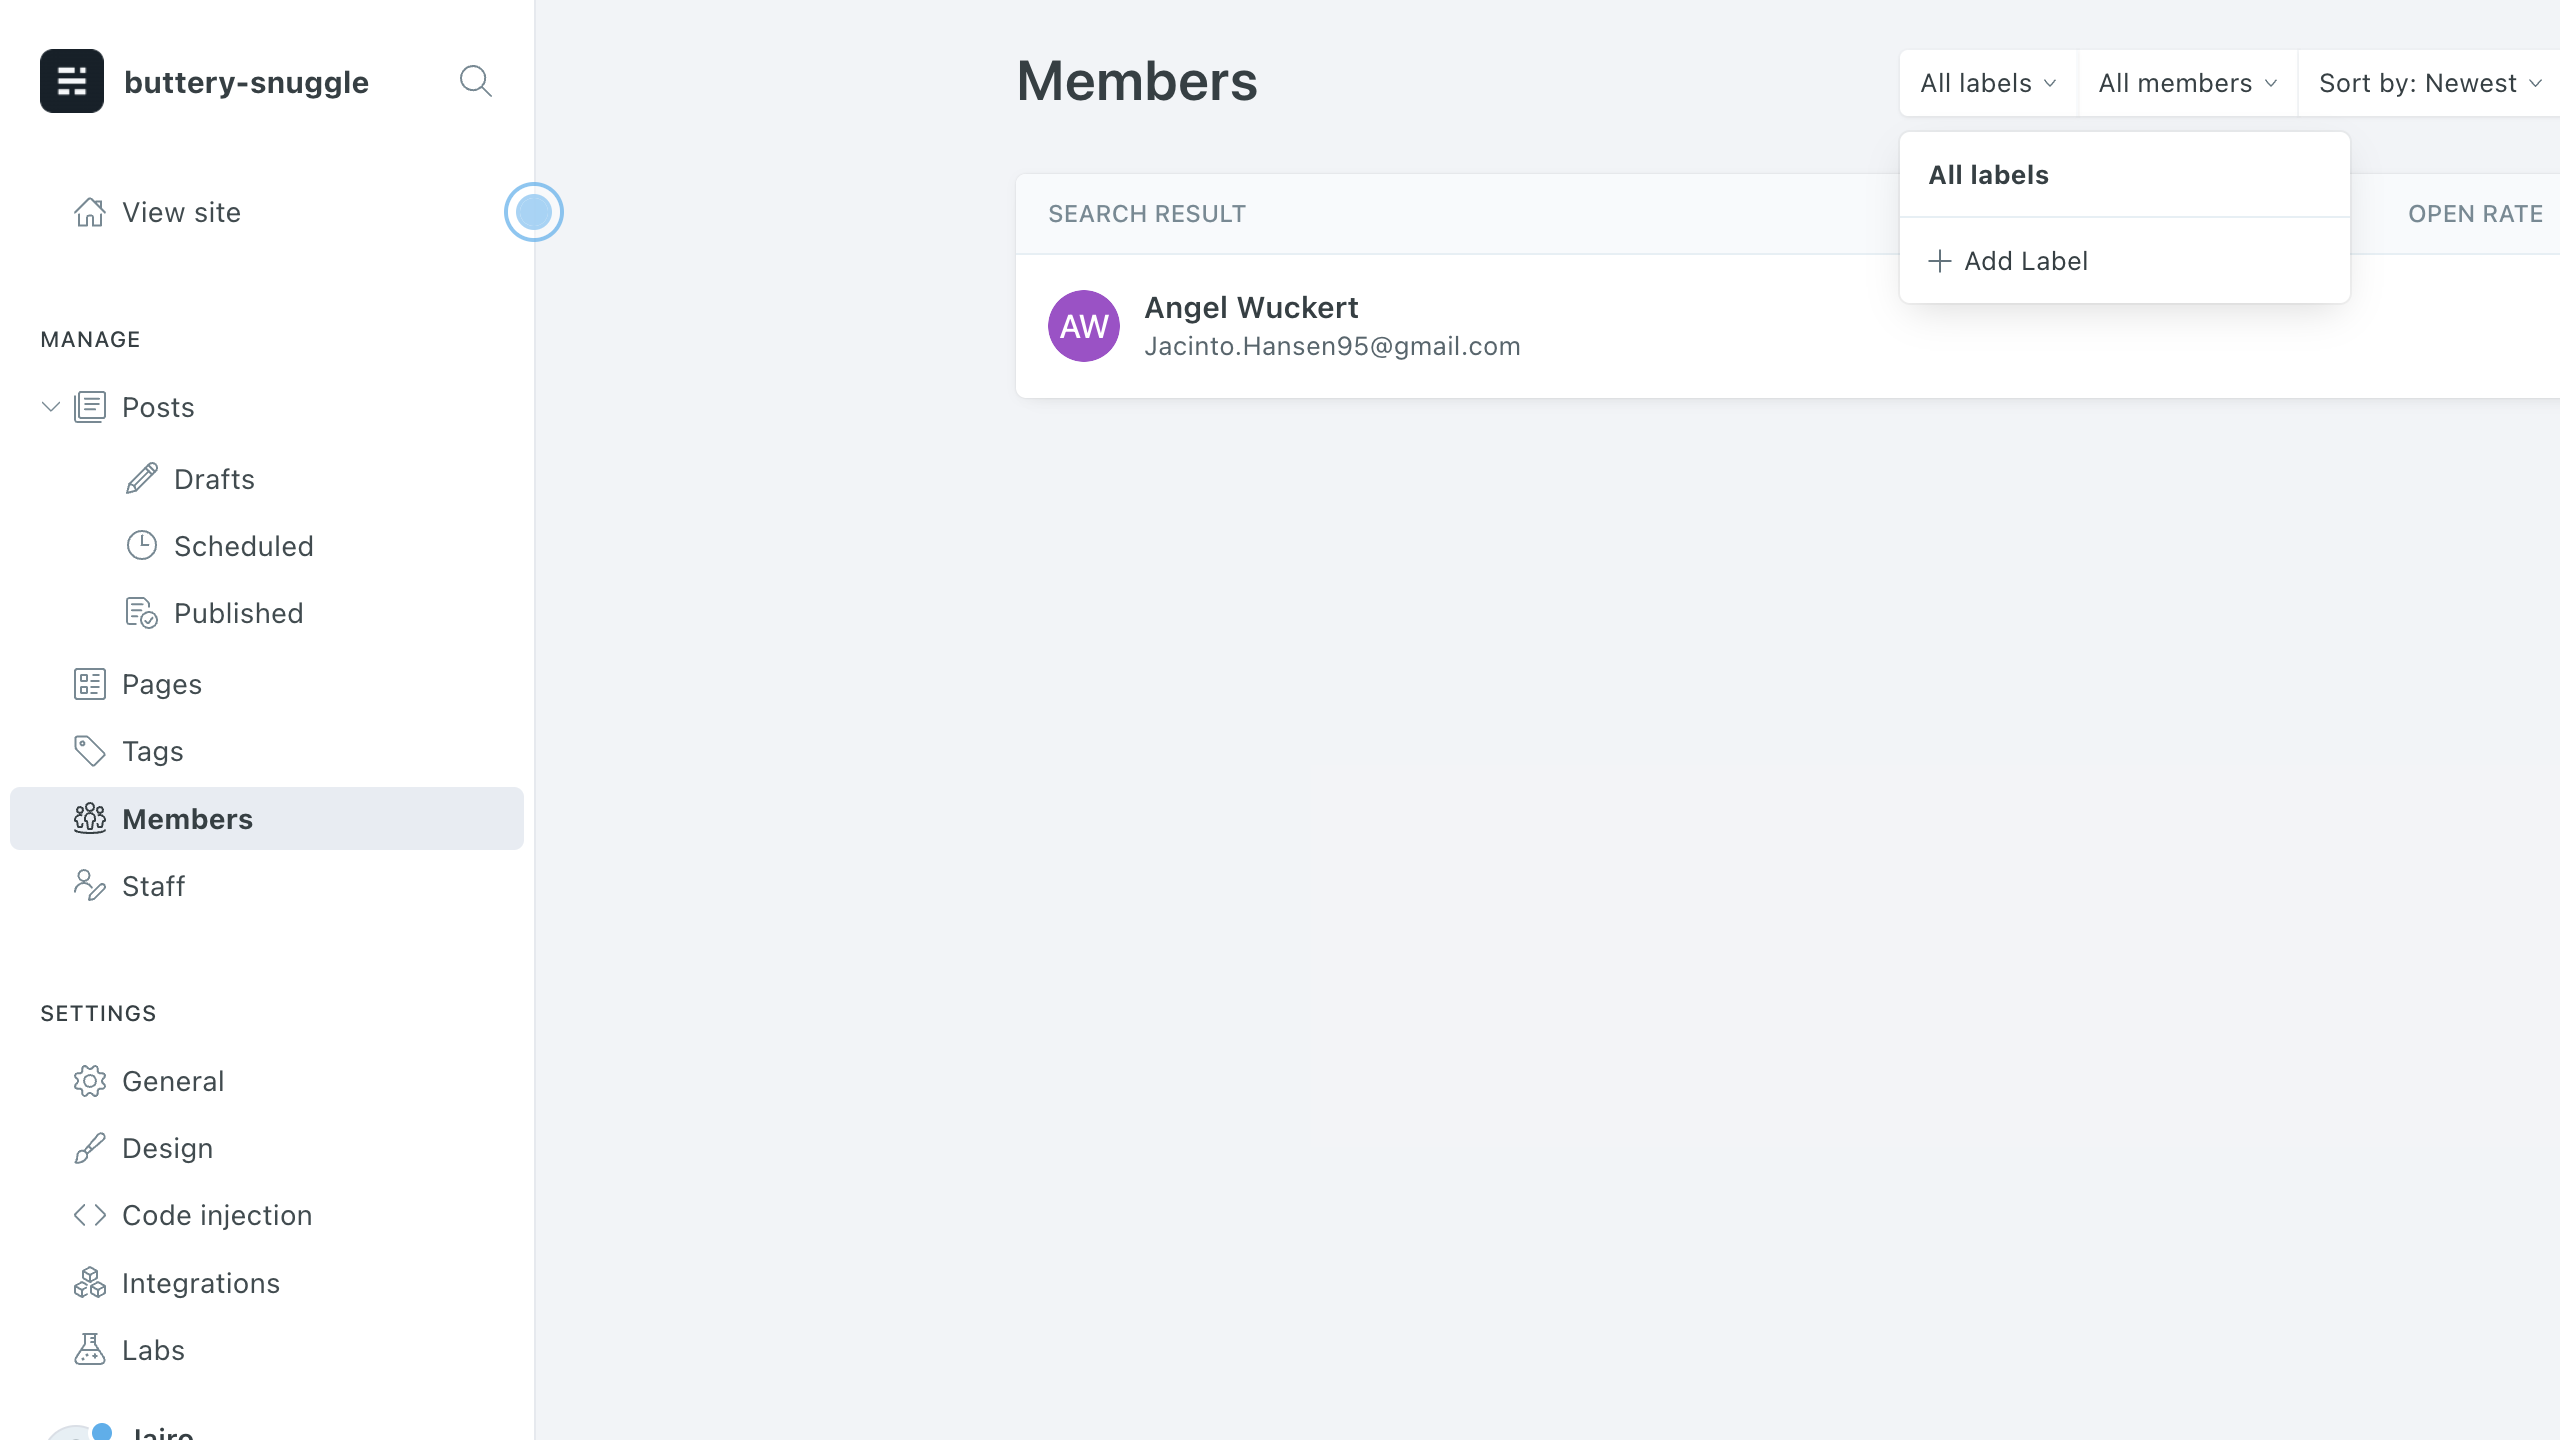 buttery-snuggle
View site
MANAGE
Posts
Drafts
Scheduled
Published
Pages
Tags
Members
Staff
SETTINGS
General
Design
Code injection
Integrations
Labs
Jairo
Members
All labels
All members
Sort by: Newest
All labels
Add Label
SEARCH RESULT
OPEN RATE
AW
Angel Wuckert
Jacinto.Hansen95@gmail.com